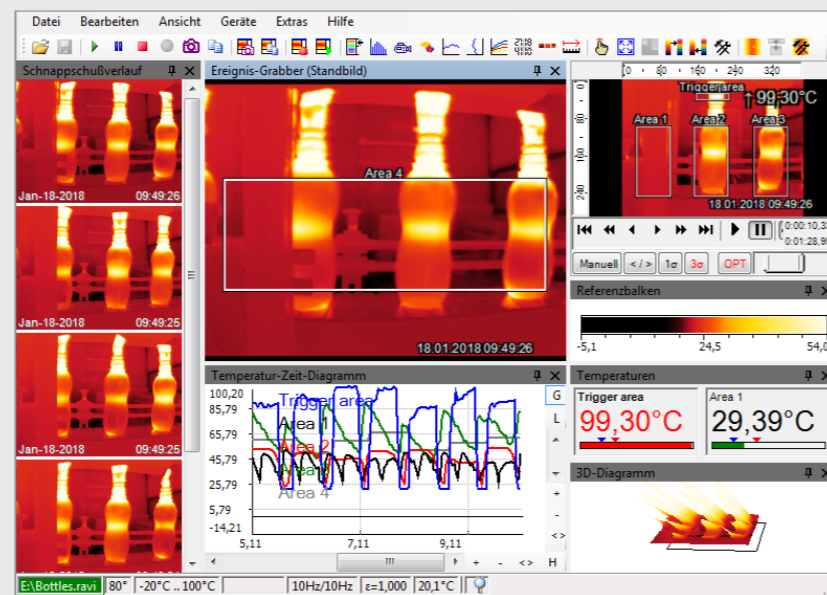 Datei Bearbeiten Ansicht Geräte Extras Hilfe
Schnappschußverlauf
Jan-18-2018 09:49:26
Jan-18-2018 09:49:25
Jan-18-2018 09:49:25
Ereignis-Grabber (Standbild)
Area 4
18.01.2018 09:49:26
Temperatur-Zeit-Diagramm
100,20
85,79
65,79
45,79
25,79
5,79
-14,21
Trigger area
Area 1
Area 2
Area 3
Area 4
5,11 7,11 9,11
G
L
+
-
<>
+ - <> H
0 80 160 240 320
0
80
160
240
Triggerarea
↑99,30°C
Area 1 Area 2 Area 3
18.01.2018 09:49:26
Manuell </> 1σ 3σ OPT
Referenzbalken
-5,1 24,5 54,0
Temperaturen
Trigger area
99,30°C
Area 1
29,39°C
3D-Diagramm
E:\Bottles.ravi 80° -20°C .. 100°C 10Hz/10Hz ε=1,000 20,1°C